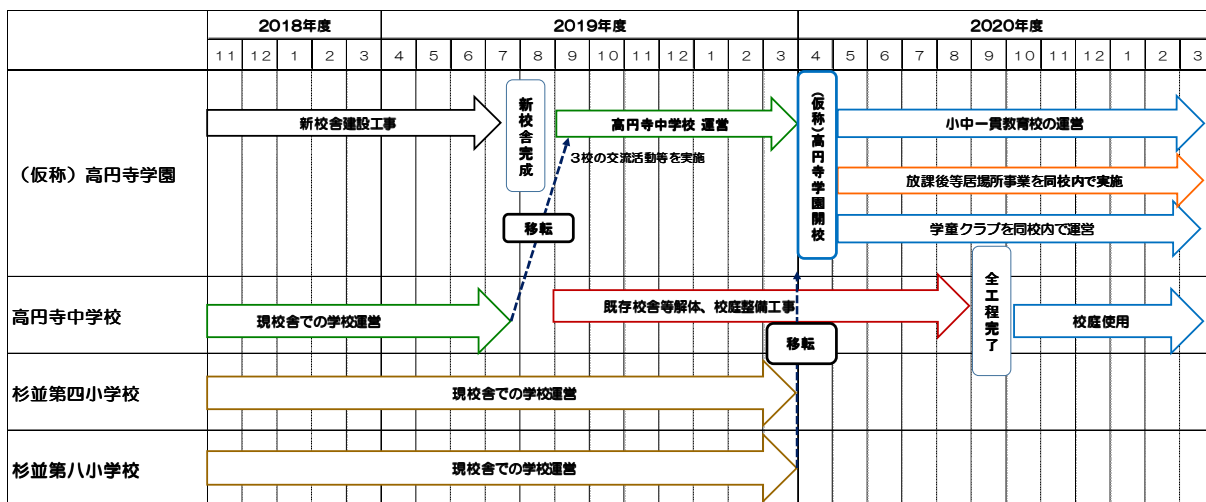 2018年度 2019年度 2020年度
11 12 1 2 3 4 5 6 7 8 9 10 11 12 1 2 3 4 5 6 7 8 9 10 11 12 1 2 3
(仮称)高円寺学園
新校舎建設工事
新校舎完成
高円寺中学校 運営
3校の交流活動等を実施
移転
(仮称)高円寺学園開校
小中一貫教育校の運営
放課後等居場所事業を同校内で実施
学童クラブを同校内で運営
高円寺中学校
現校舎での学校運営
既存校舎等解体、校庭整備工事
移転
全工程完了
校庭使用
杉並第四小学校
現校舎での学校運営
杉並第八小学校
現校舎での学校運営